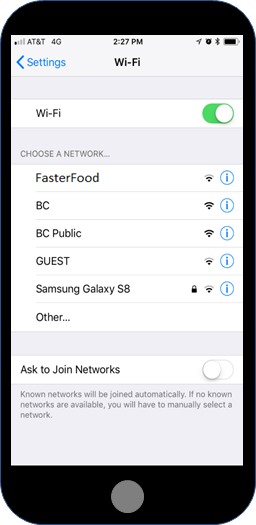 AT&T 4G 2:27 PM
Settings Wi-Fi
Wi-Fi
CHOOSE A NETWORK...
FasterFood
BC
BC Public
GUEST
Samsung Galaxy S8
Other...
Ask to Join Networks
Known networks will be joined automatically. If no known
networks are available, you will have to manually select a
network.